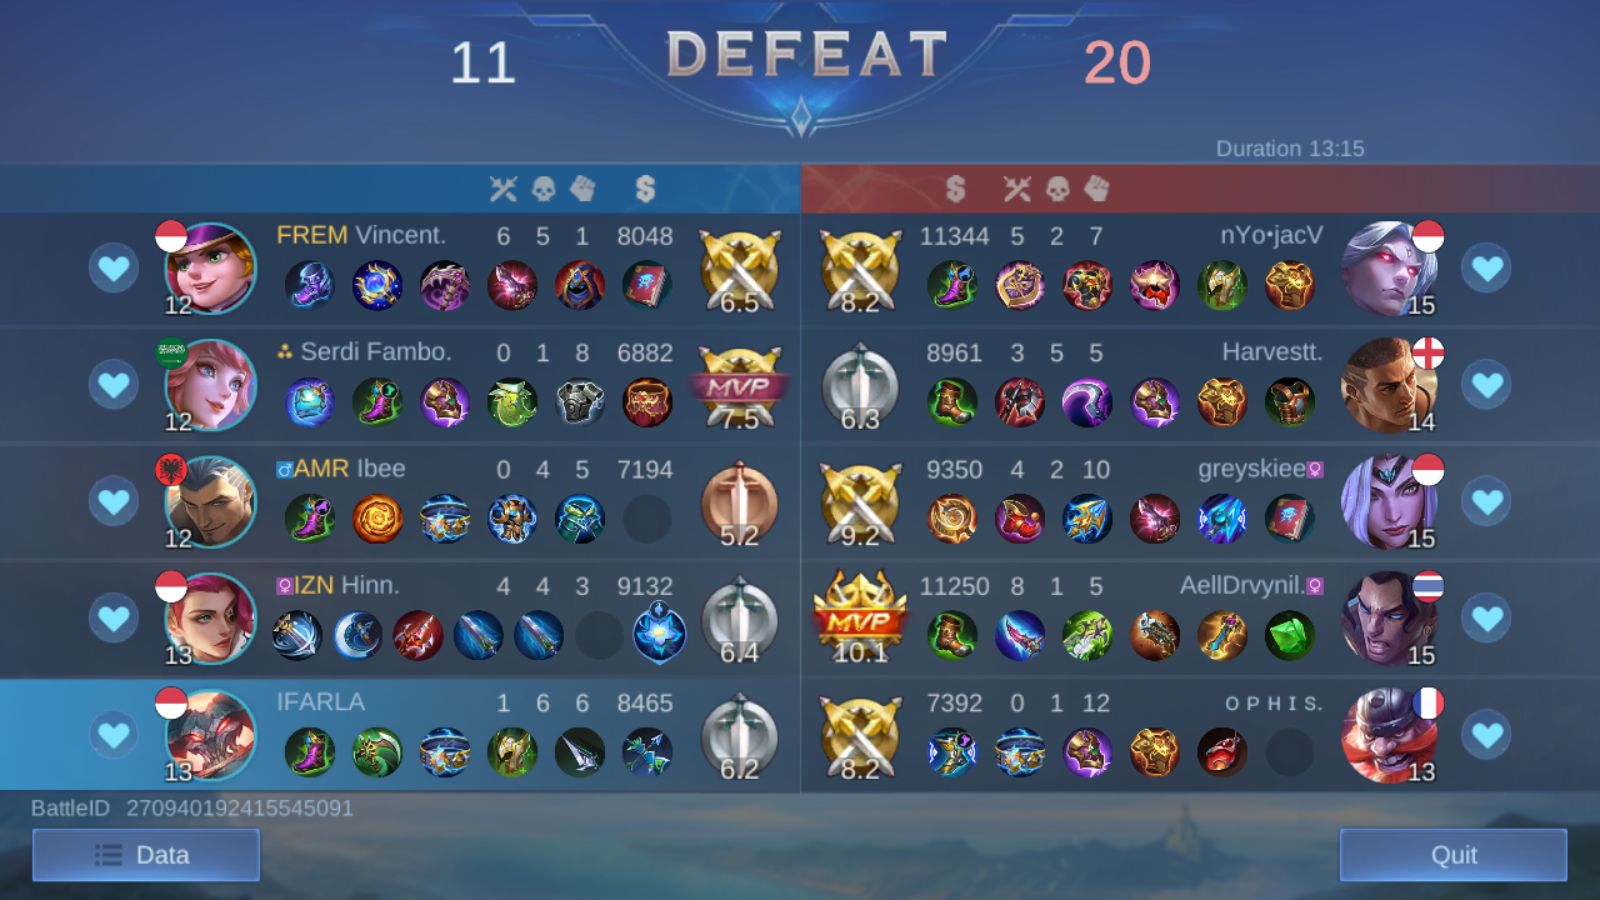 11 DEFEAT 20
Duration 13:15
FREM Vincent. 6 5 1 8048 6.5 12
8.2 11344 5 2 7 nYo•jacV 15
Serdi Fambo. 0 1 8 6882 MVP 7.5 12
6.3 8961 3 5 5 Harvestt. 14
AMR Ibee 0 4 5 7194 5.2 12
9.2 9350 4 2 10 greyskiee 15
IZN Hinn. 4 4 3 9132 6.4 13
MVP 10.1 11250 8 1 5 AellDrvynil. 15
IFARLA 1 6 6 8465 6.2 13
8.2 7392 0 1 12 O P H I S. 13
BattleID 270940192415545091
Data
Quit